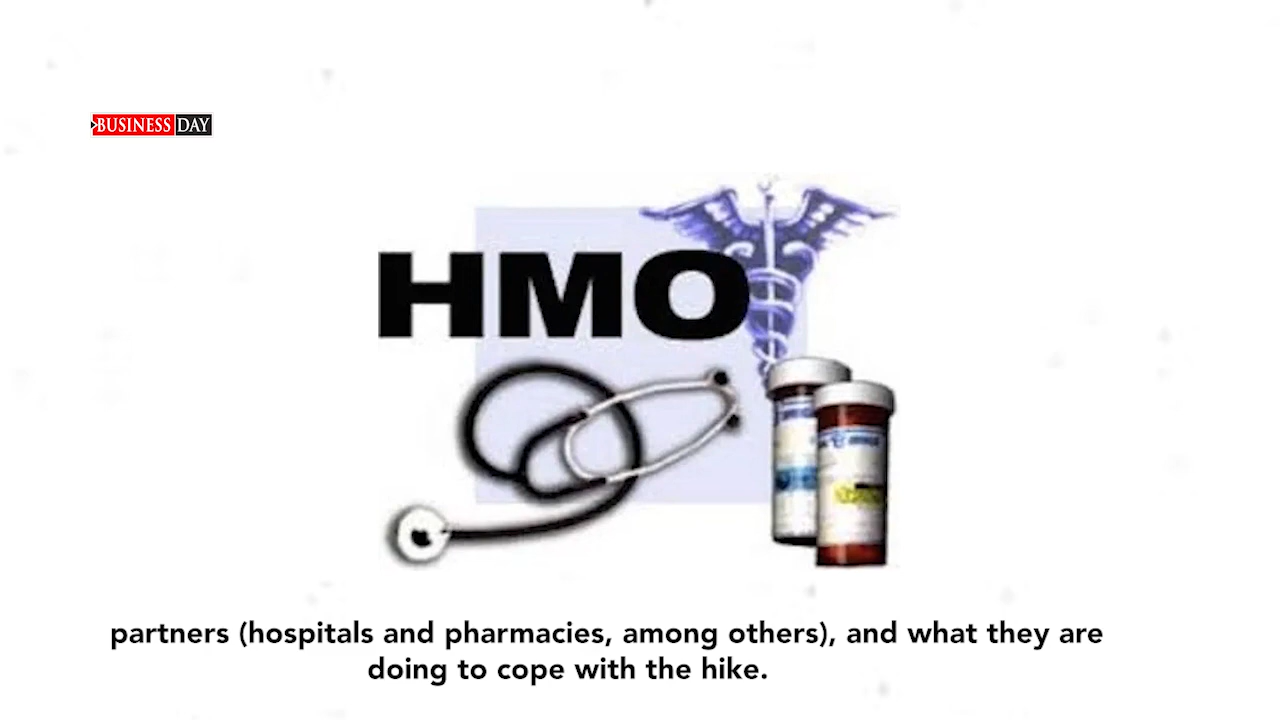 BUSINESS DAY
HMO
partners (hospitals and pharmacies, among others), and what they are
doing to cope with the hike.